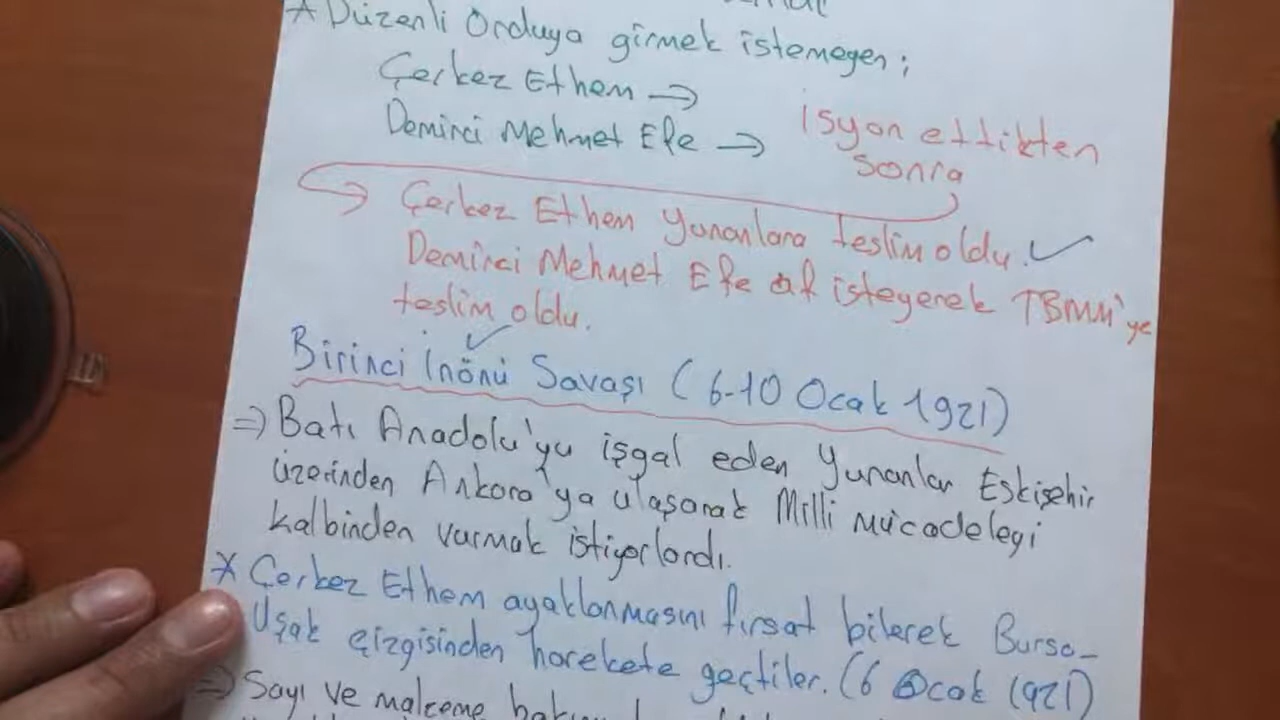 * Düzenli Orduya girmek istemeyen;
Çerkez Ethem →
Demirci Mehmet Efe → isyan ettikten
sonra
→ Çerkez Ethem Yunanlara teslim oldu. ✓
Demirci Mehmet Efe af isteyerek TBMM'ye
teslim oldu.
Birinci İnönü Savaşı (6-10 Ocak 1921)
⇒ Batı Anadolu'yu işgal eden Yunanlar Eskişehir
üzerinden Ankara'ya ulaşarak Milli mücadeleyi
kalbinden vurmak istiyorlardı.
* Çerkez Ethem ayaklanmasını fırsat bilerek Bursa-
Uşak çizgisinden harekete geçtiler. (6 Ocak 1921)
⇒ Sayı ve malzeme